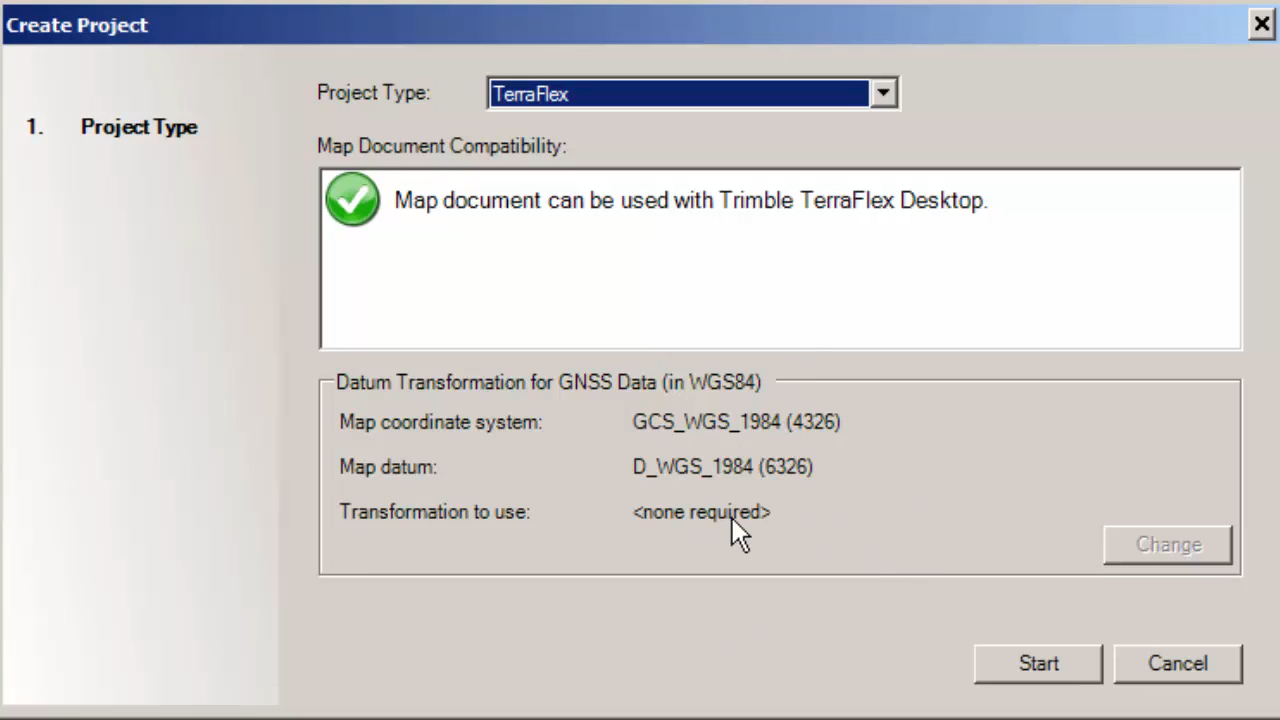 Create Project
Project Type: TerraFlex
1. Project Type
Map Document Compatibility:
Map document can be used with Trimble TerraFlex Desktop.
Datum Transformation for GNSS Data (in WGS84)
Map coordinate system: GCS_WGS_1984 (4326)
Map datum: D_WGS_1984 (6326)
Transformation to use: <none required>
Change
Start Cancel